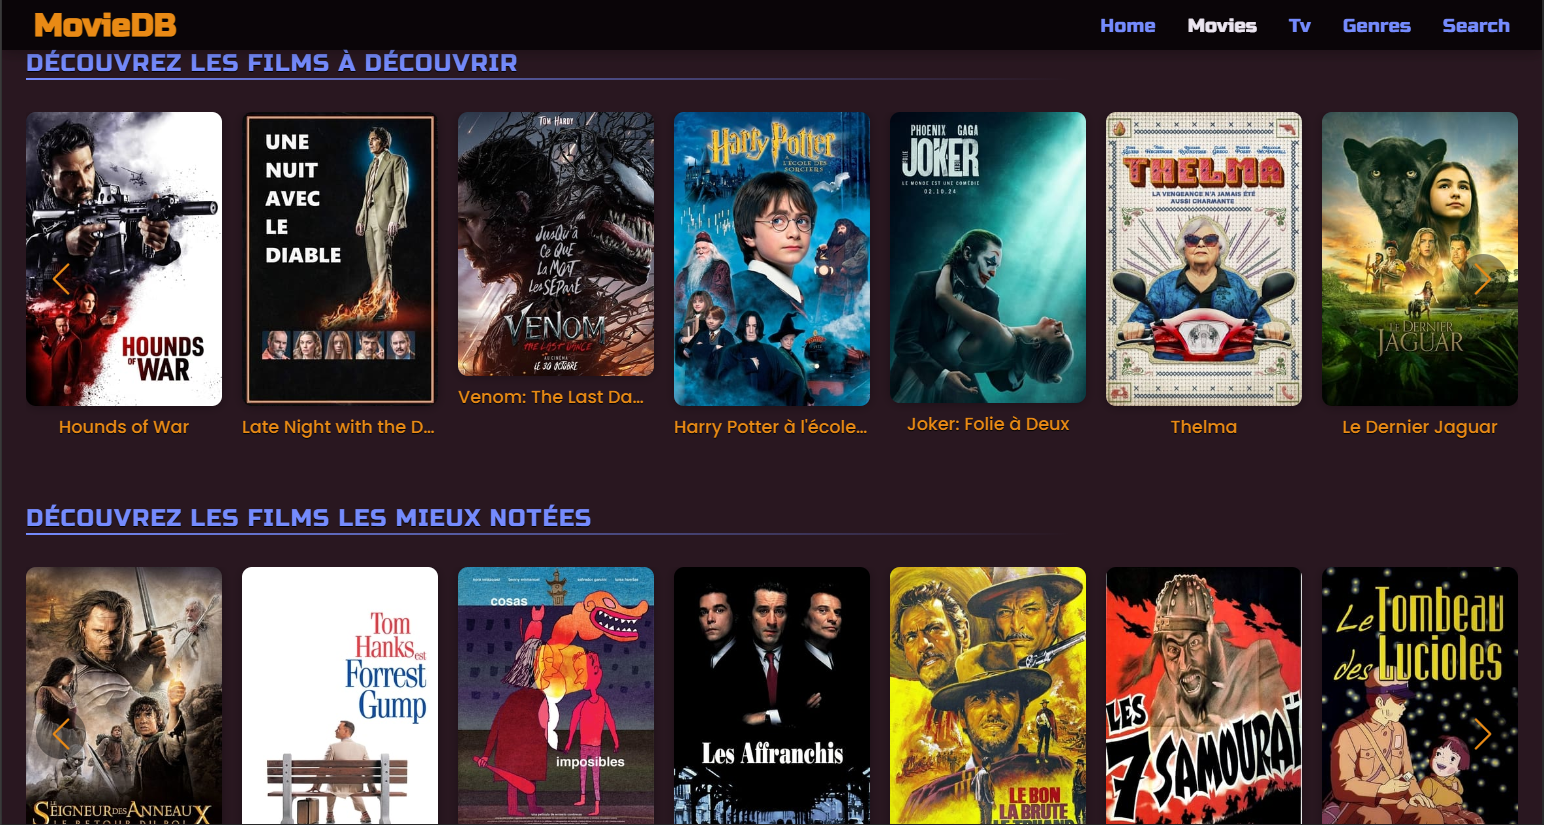 MovieDB
Home Movies Tv Genres Search
DÉCOUVREZ LES FILMS À DÉCOUVRIR
HOUNDS
OF WAR
UNE
NUIT
AVEC
LE
DIABLE
TOM HARDY
JUSQU'À
CE QUE
LA MORT
LES SÉPARE
VENOM
THE LAST DANCE
AU CINÉMA
LE 30 OCTOBRE
Harry Potter
À L'ÉCOLE DES
SORCIERS
PHOENIX GAGA
FOLIE À DEUX
JOKER
LE MONDE EST UNE COMÉDIE
02.10.24
THELMA
LA VENGEANCE N'A JAMAIS ÉTÉ
AUSSI CHARMANTE
LE DERNIER
JAGUAR
Hounds of War
Late Night with the D...
Venom: The Last Da...
Harry Potter à l'école...
Joker: Folie à Deux
Thelma
Le Dernier Jaguar
DÉCOUVREZ LES FILMS LES MIEUX NOTÉES
LE SEIGNEUR DES ANNEAUX
LE RETOUR DU ROI
Tom
Hanks est
Forrest
Gump
cosas
imposibles
Les Affranchis
LE BON
LA BRUTE
LE TRUAND
LES
7 SAMOURAÏ
Le Tombeau
des Lucioles